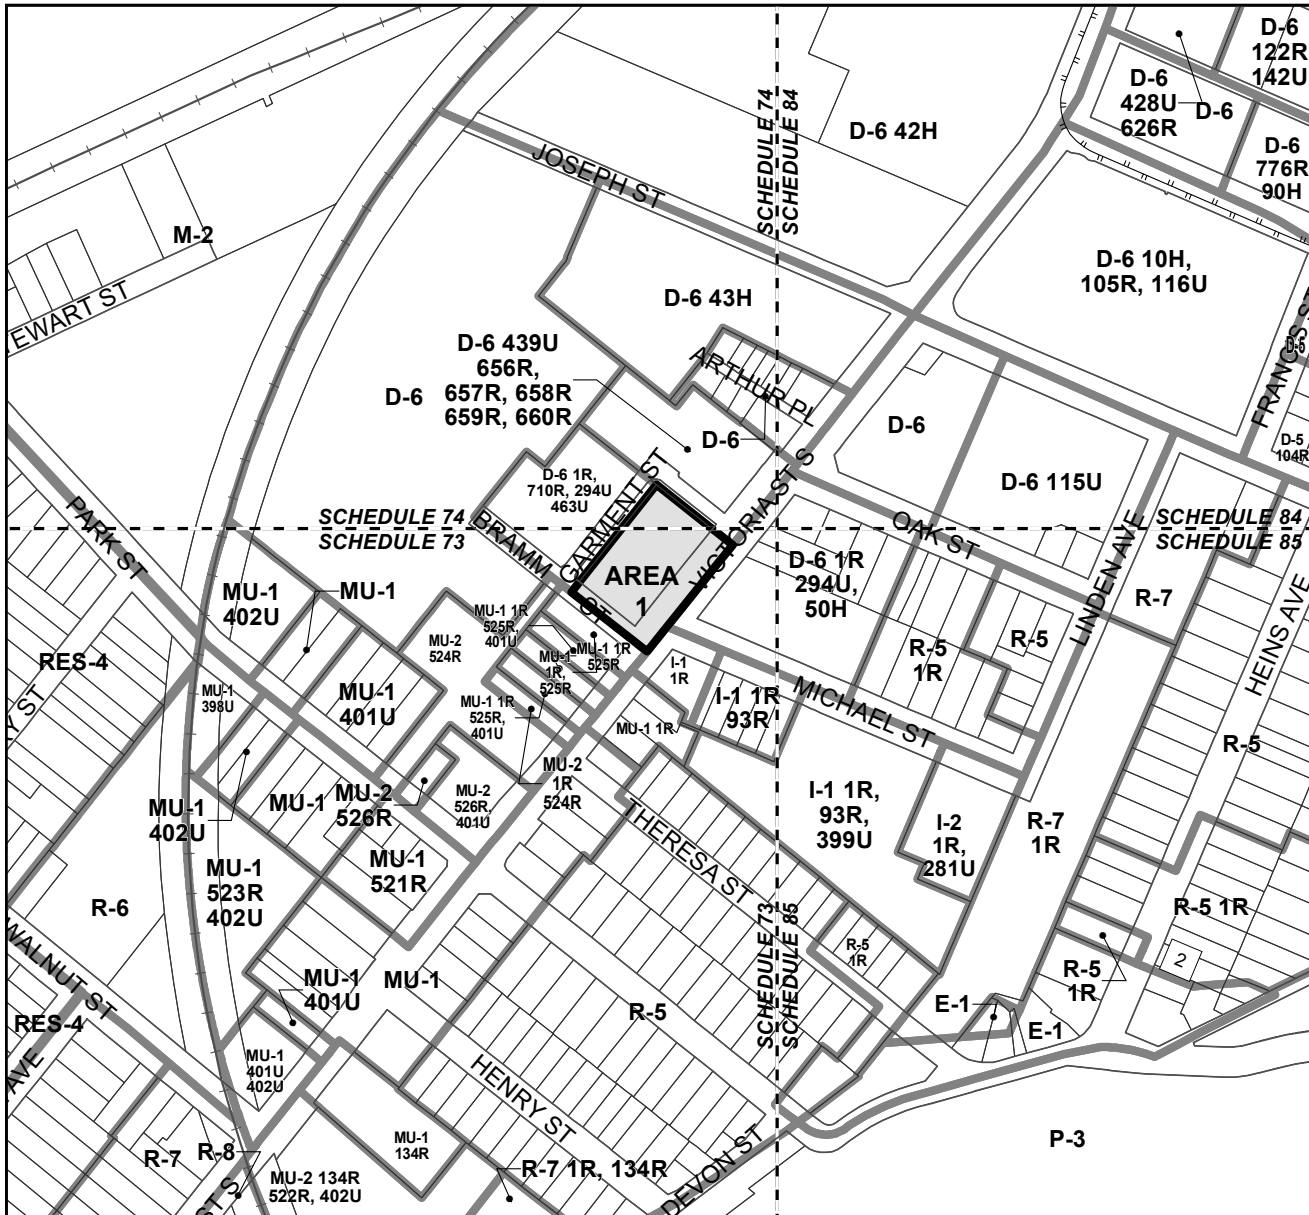 D-6
122R
142U
D-6
428U
626R
D-6
D-6
776R
90H
SCHEDULE 74
SCHEDULE 84
D-6 42H
JOSEPH ST
M-2
EWART ST
D-6 10H,
105R, 116U
D-6 43H
FRANCIS ST
D-6
D-6 439U
656R,
657R, 658R
659R, 660R
D-6
ARTHUR PL
D-6
D-6
D-5
104R
D-6 115U
D-6 1R,
710R, 294U
463U
GARMENT ST
VICTORIA ST S
SCHEDULE 74
SCHEDULE 73
SCHEDULE 84
SCHEDULE 85
PARK ST
BRAMM ST
OAK ST
LINDEN AVE
HEINS AVE
AREA
1
D-6 1R
294U,
50H
R-7
MU-1
402U
MU-1
MU-1 1R
525R,
401U
MU-2
524R
MU-1
1R,
525R
MU-1 1R
525R
I-1
1R
R-5
1R
R-5
RES-4
Y ST
MU-1
398U
MU-1
401U
MU-1 1R
525R,
401U
MU-1 1R
I-1 1R
93R
MICHAEL ST
R-5
MU-1
402U
MU-1
MU-2
526R
MU-2
526R,
401U
MU-2
1R
524R
I-1 1R,
93R,
399U
I-2
1R,
281U
R-7
1R
THERESA ST
MU-1
521R
MU-1
523R
402U
R-6
SCHEDULE 73
SCHEDULE 85
R-5 1R
WALNUT ST
MU-1
401U
MU-1
R-5
1R
R-5
1R
2
RES-4
AVE
R-5
E-1
E-1
MU-1
401U
402U
HENRY ST
MU-1
134R
P-3
R-7
R-8
MU-2 134R
522R, 402U
R-7 1R, 134R
DEVON ST
ST S